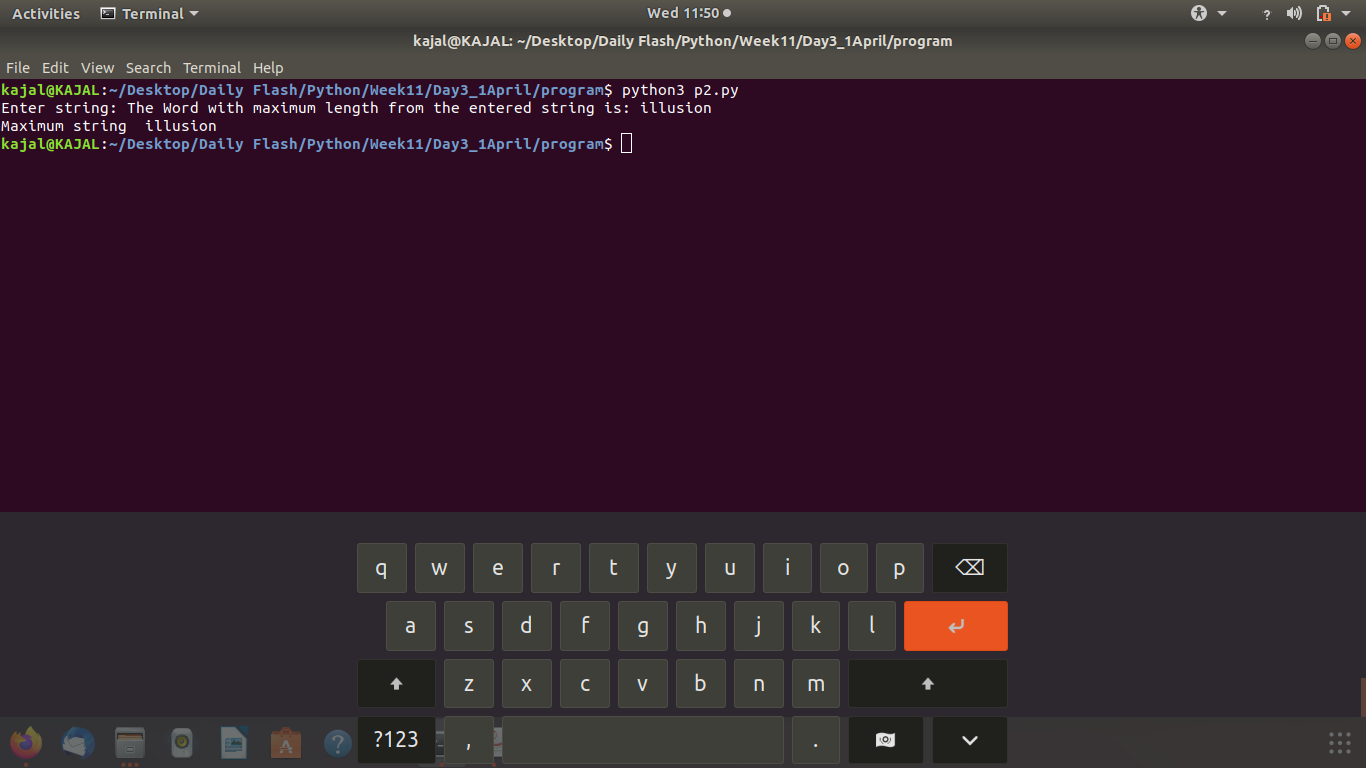 Activities Terminal Wed 11:50 ?
kajal@KAJAL: ~/Desktop/Daily Flash/Python/Week11/Day3_1April/program
File Edit View Search Terminal Help
kajal@KAJAL:~/Desktop/Daily Flash/Python/Week11/Day3_1April/program$ python3 p2.py
Enter string: The Word with maximum length from the entered string is: illusion
Maximum string  illusion
kajal@KAJAL:~/Desktop/Daily Flash/Python/Week11/Day3_1April/program$
q w e r t y u i o p
a s d f g h j k l
z x c v b n m
? ?123 , .